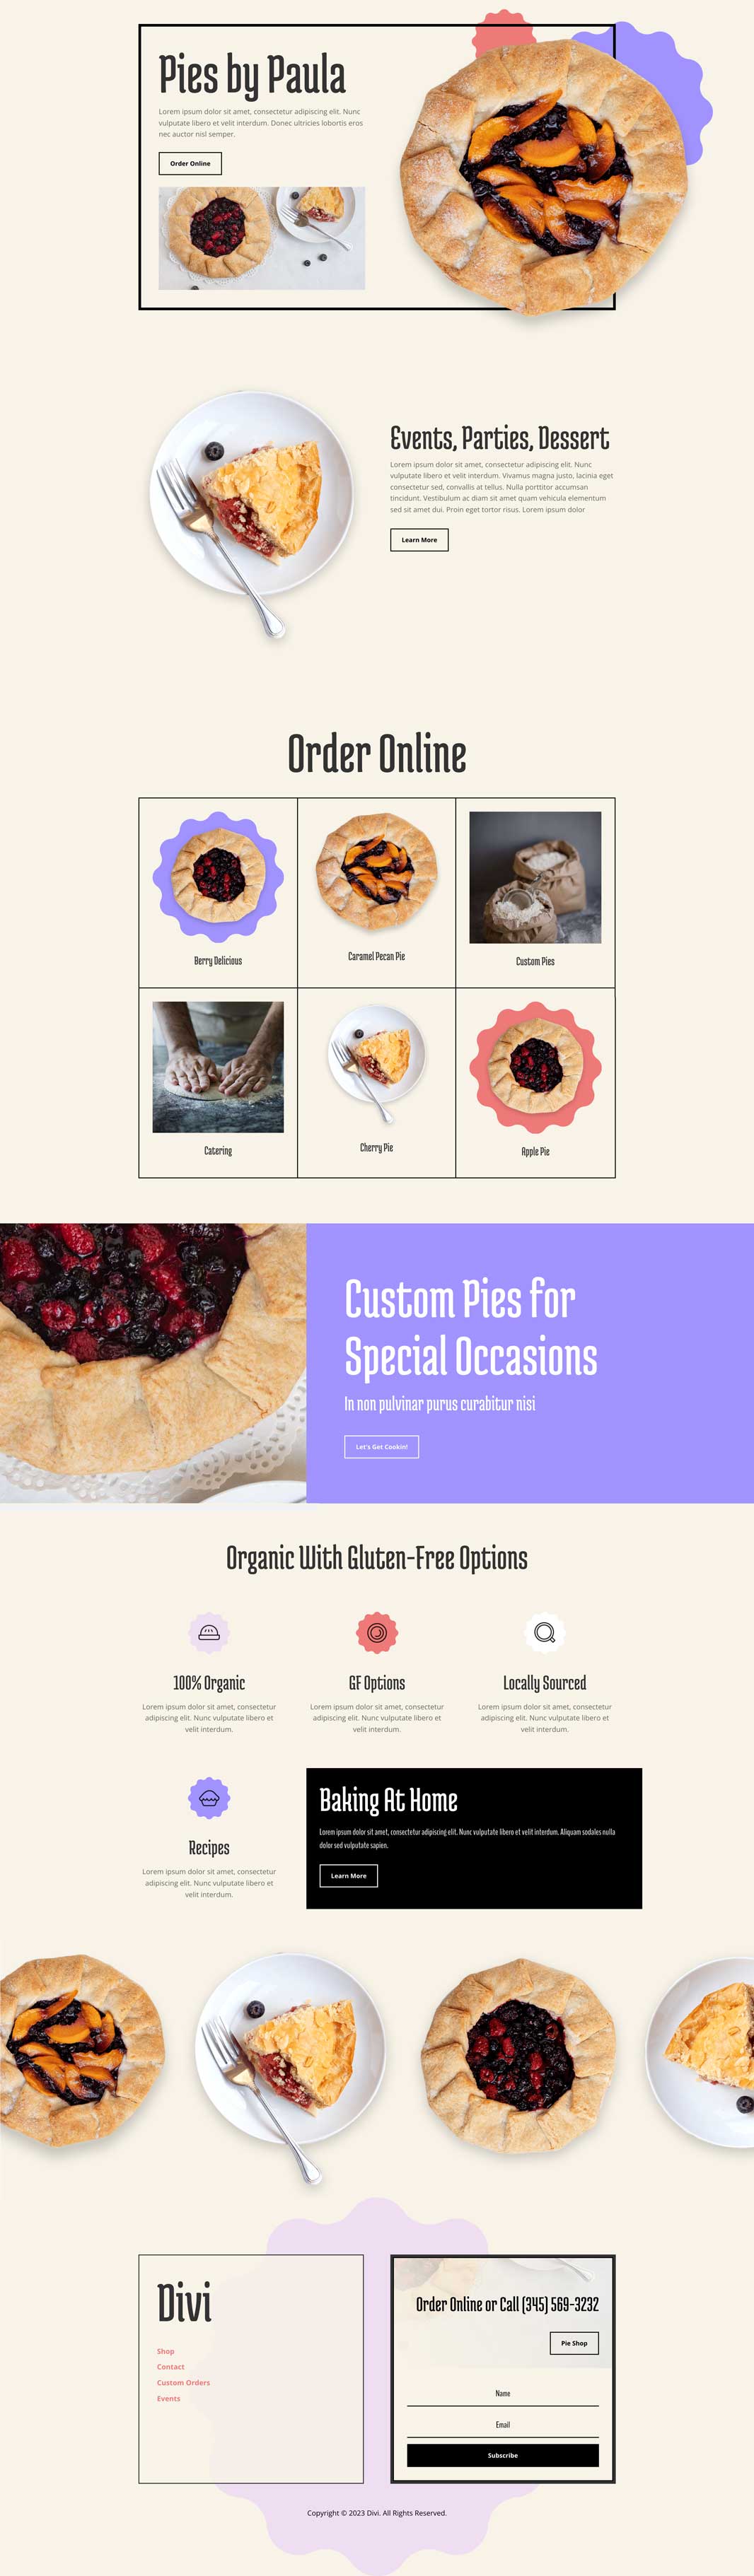 Pies by Paula
Lorem ipsum dolor sit amet, consectetur adipiscing elit. Nunc
vulputate libero et velit interdum. Donec ultricies lobortis eros
nec auctor nisl semper.
Order Online
Events, Parties, Dessert
Lorem ipsum dolor sit amet, consectetur adipiscing elit. Nunc
vulputate libero et velit interdum. Vivamus magna justo, lacinia eget
consectetur sed, convallis at tellus. Nulla porttitor accumsan
tincidunt. Vestibulum ac diam sit amet quam vehicula elementum
sed sit amet dui. Proin eget tortor risus. Lorem ipsum dolor
Learn More
Order Online
Berry Delicious
Caramel Pecan Pie
Custom Pies
Catering
Cherry Pie
Apple Pie
Custom Pies for
Special Occasions
In non pulvinar purus curabitur nisi
Let's Get Cookin!
Organic With Gluten-Free Options
100% Organic
Lorem ipsum dolor sit amet, consectetur
adipiscing elit. Nunc vulputate libero et
velit interdum.
GF Options
Lorem ipsum dolor sit amet, consectetur
adipiscing elit. Nunc vulputate libero et
velit interdum.
Locally Sourced
Lorem ipsum dolor sit amet, consectetur
adipiscing elit. Nunc vulputate libero et
velit interdum.
Recipes
Lorem ipsum dolor sit amet, consectetur
adipiscing elit. Nunc vulputate libero et
velit interdum.
Baking At Home
Lorem ipsum dolor sit amet, consectetur adipiscing elit. Nunc vulputate libero et velit interdum. Aliquam sodales nulla
dolor sed vulputate sapien.
Learn More
Divi
Shop
Contact
Custom Orders
Events
Order Online or Call (345) 569-3232
Pie Shop
Name
Email
Subscribe
Copyright © 2023 Divi. All Rights Reserved.